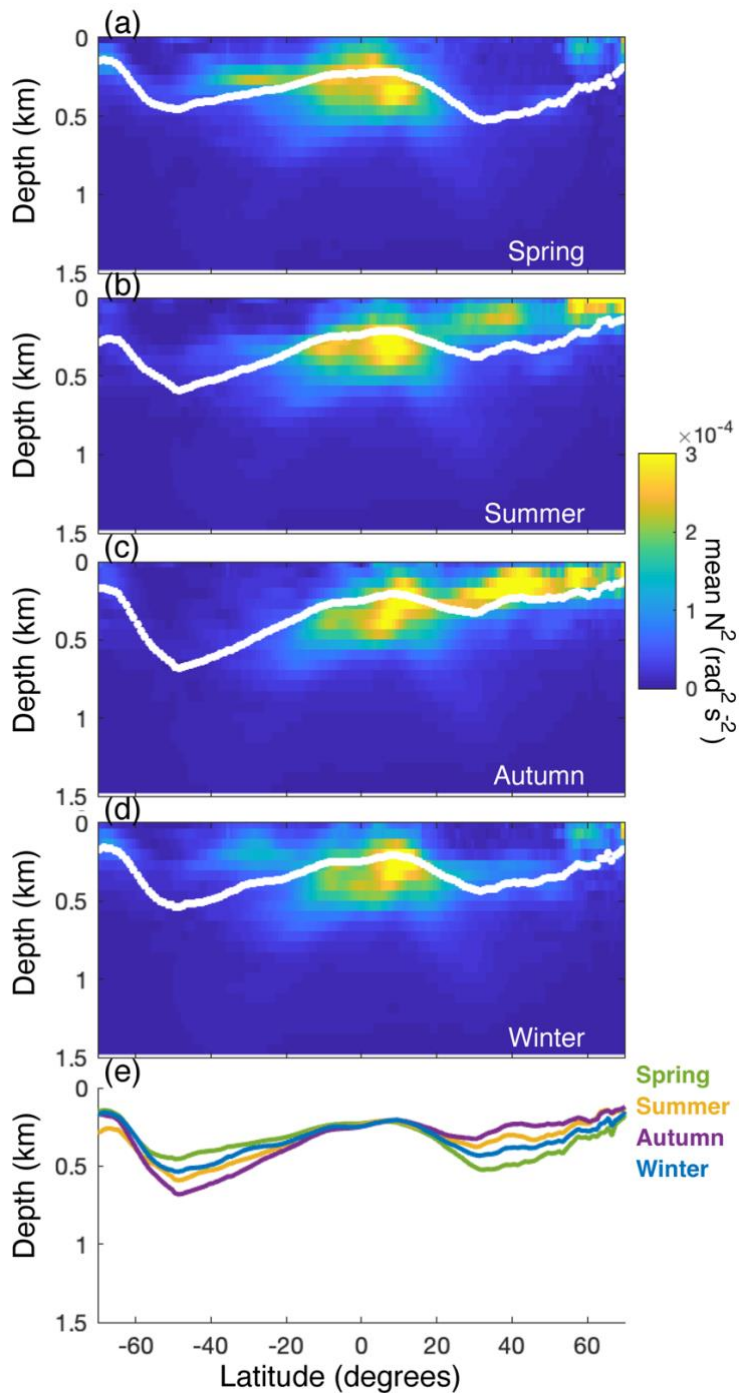 (a)
0
0.5
1
1.5
Depth (km)
Spring
(b)
0
0.5
1
1.5
Depth (km)
Summer
×10⁻⁴
3
2
1
0
mean N² (rad² s⁻²)
(c)
0
0.5
1
1.5
Depth (km)
Autumn
(d)
0
0.5
1
1.5
Depth (km)
Winter
(e)
0
0.5
1
1.5
Depth (km)
Spring
Summer
Autumn
Winter
-60 -40 -20 0 20 40 60
Latitude (degrees)